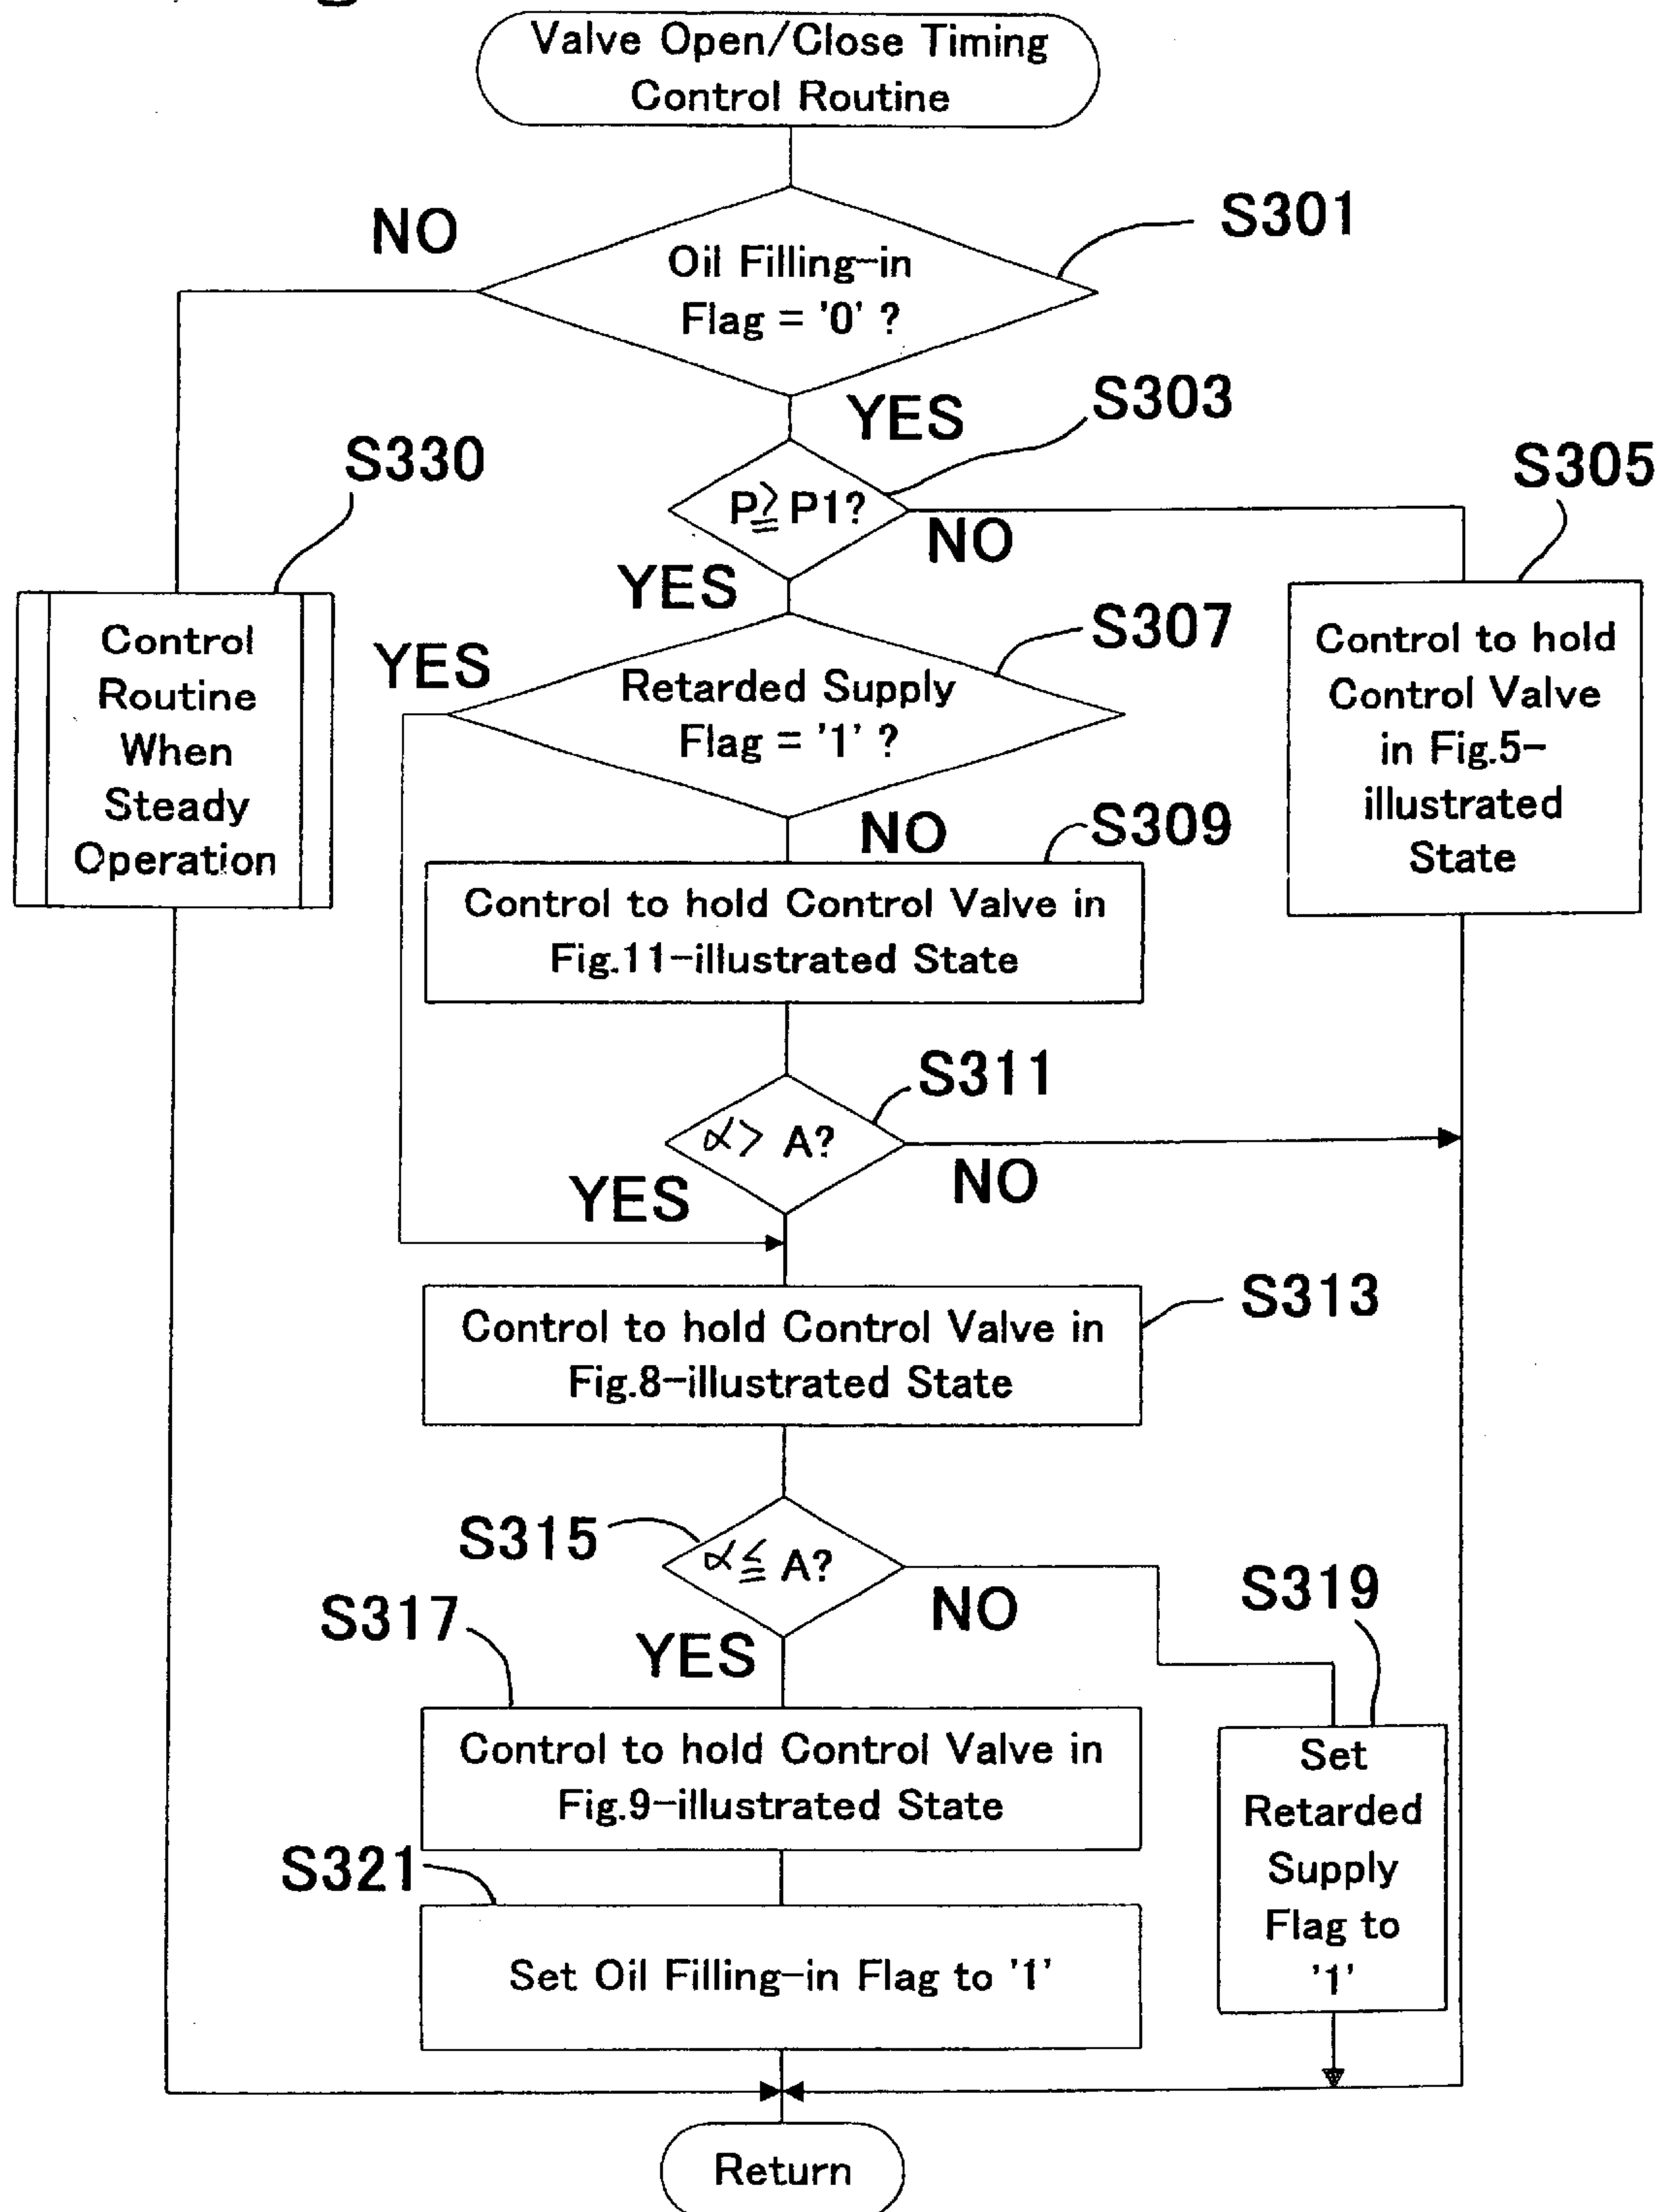 Valve Open/Close Timing
Control Routine
S301
NO
Oil Filling-in
Flag = '0' ?
YES
S303
P≧P1?
NO
YES
S305
Control to hold
Control Valve
in Fig.5-
illustrated
State
S330
Control
Routine
When
Steady
Operation
S307
YES
Retarded Supply
Flag = '1' ?
NO
S309
Control to hold Control Valve in
Fig.11-illustrated State
S311
α> A?
NO
YES
S313
Control to hold Control Valve in
Fig.8-illustrated State
S315
α≦ A?
NO
YES
S319
Set
Retarded
Supply
Flag to
'1'
S317
Control to hold Control Valve in
Fig.9-illustrated State
S321
Set Oil Filling-in Flag to '1'
Return